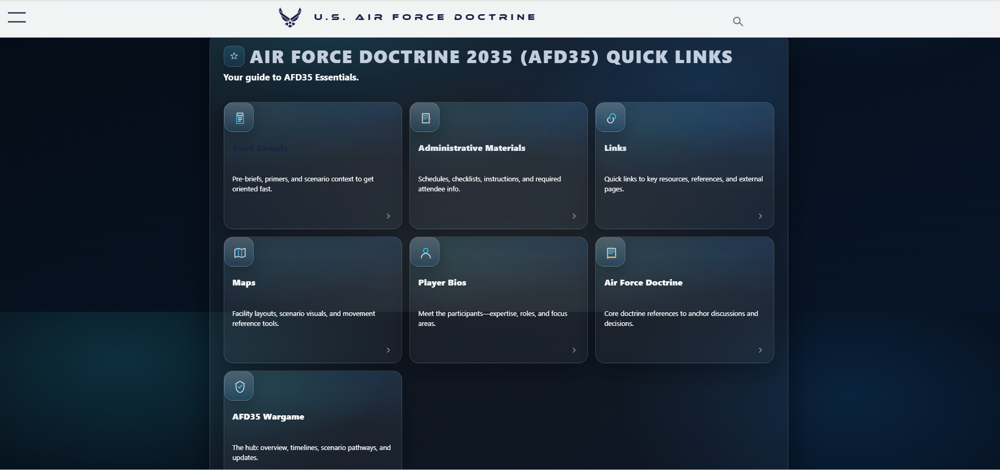 U.S. AIR FORCE DOCTRINE
AIR FORCE DOCTRINE 2035 (AFD35) QUICK LINKS
Your guide to AFD35 Essentials.
Read Aheads
Pre-briefs, primers, and scenario context to get
oriented fast.
Administrative Materials
Schedules, checklists, instructions, and required
attendee info.
Links
Quick links to key resources, references, and external
pages.
Maps
Facility layouts, scenario visuals, and movement
reference tools.
Player Bios
Meet the participants—expertise, roles, and focus
areas.
Air Force Doctrine
Core doctrine references to anchor discussions and
decisions.
AFD35 Wargame
The hub: overview, timelines, scenario pathways, and
updates.